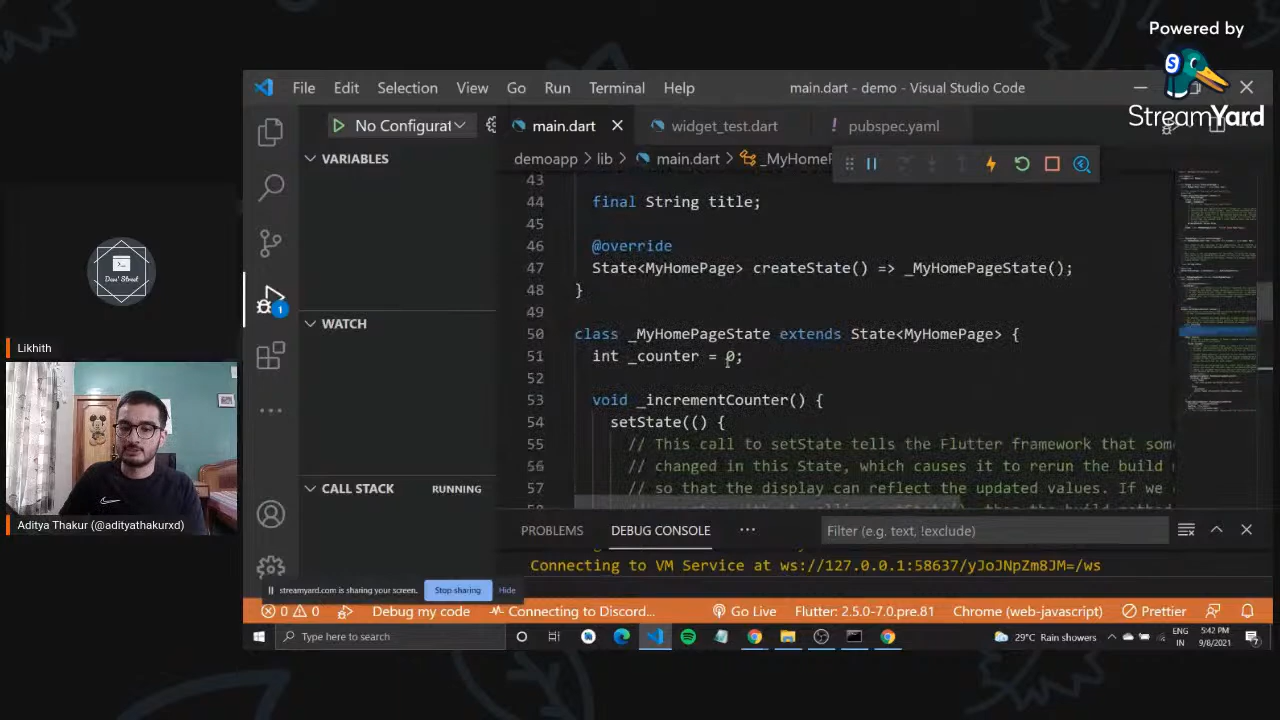 Powered by
StreamYard
File Edit Selection View Go Run Terminal Help
main.dart - demo - Visual Studio Code
No Configurat
main.dart
widget_test.dart
pubspec.yaml
demoapp > lib > main.dart > _MyHomeP
VARIABLES
WATCH
CALL STACK
RUNNING
43
44 final String title;
45
46 @override
47 State<MyHomePage> createState() => _MyHomePageState();
48 }
49
50 class _MyHomePageState extends State<MyHomePage> {
51 int _counter = 0;
52
53 void _incrementCounter() {
54 setState(() {
55 // This call to setState tells the Flutter framework that som
56 // changed in this State, which causes it to rerun the build
57 // so that the display can reflect the updated values. If we
PROBLEMS
DEBUG CONSOLE
Filter (e.g. text, !exclude)
Connecting to VM Service at ws://127.0.0.1:58637/yJoJNpZm8JM=/ws
1
Dev' Street
Likhith
Aditya Thakur (@adityathakurxd)
streamyard.com is sharing your screen.
Stop sharing
Hide
0 0 Debug my code Connecting to Discord... Go Live Flutter: 2.5.0-7.0.pre.81 Chrome (web-javascript) Prettier
Type here to search
29°C Rain showers
ENG
IN
5:42 PM
9/8/2021
7